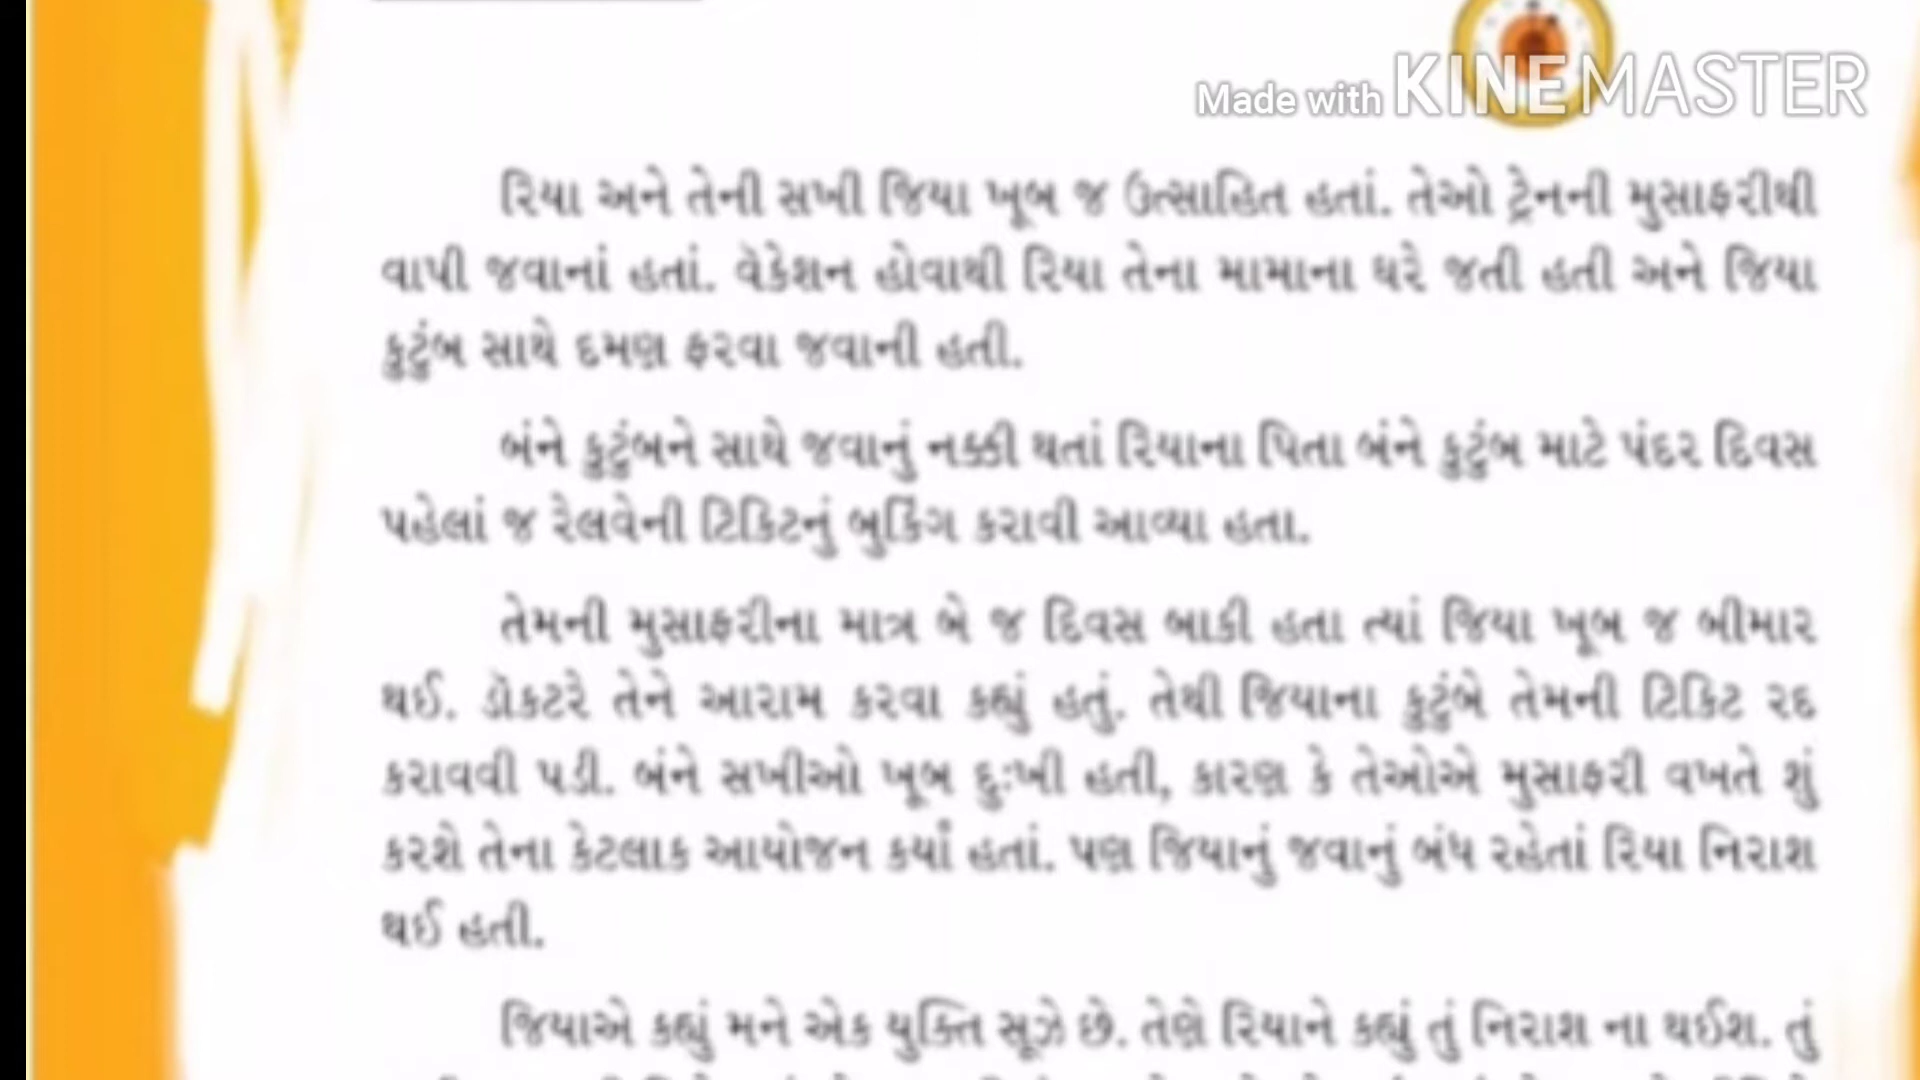 Made with KINEMASTER
રિયા અને તેની સખી જિયા ખૂબ જ ઉત્સાહિત હતાં. તેઓ ટ્રેનની મુસાફરીથી
વાપી જવાનાં હતાં. વૅકેશન હોવાથી રિયા તેના મામાના ઘરે જતી હતી અને જિયા
કુટુંબ સાથે દમણ ફરવા જવાની હતી.
બંને કુટુંબને સાથે જવાનું નક્કી થતાં રિયાના પિતા બંને કુટુંબ માટે પંદર દિવસ
પહેલાં જ રેલવેની ટિકિટનું બુકિંગ કરાવી આવ્યા હતા.
તેમની મુસાફરીના માત્ર બે જ દિવસ બાકી હતા ત્યાં જિયા ખૂબ જ બીમાર
થઈ. ડૉકટરે તેને આરામ કરવા કહ્યું હતું. તેથી જિયાના કુટુંબે તેમની ટિકિટ રદ
કરાવવી પડી. બંને સખીઓ ખૂબ દુઃખી હતી, કારણ કે તેઓએ મુસાફરી વખતે શું
કરશે તેના કેટલાક આયોજન કર્યાં હતાં. પણ જિયાનું જવાનું બંધ રહેતાં રિયા નિરાશ
થઈ હતી.
જિયાએ કહ્યું મને એક યુક્તિ સૂઝે છે. તેણે રિયાને કહ્યું તું નિરાશ ના થઈશ. તું